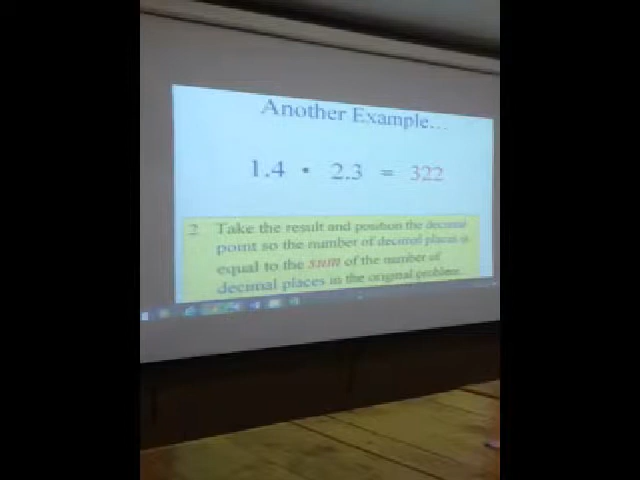 Another Example...
1.4 • 2.3 = 322
2. Take the result and position the decimal
point so the number of decimal places is
equal to the sum of the number of
decimal places in the original problem.